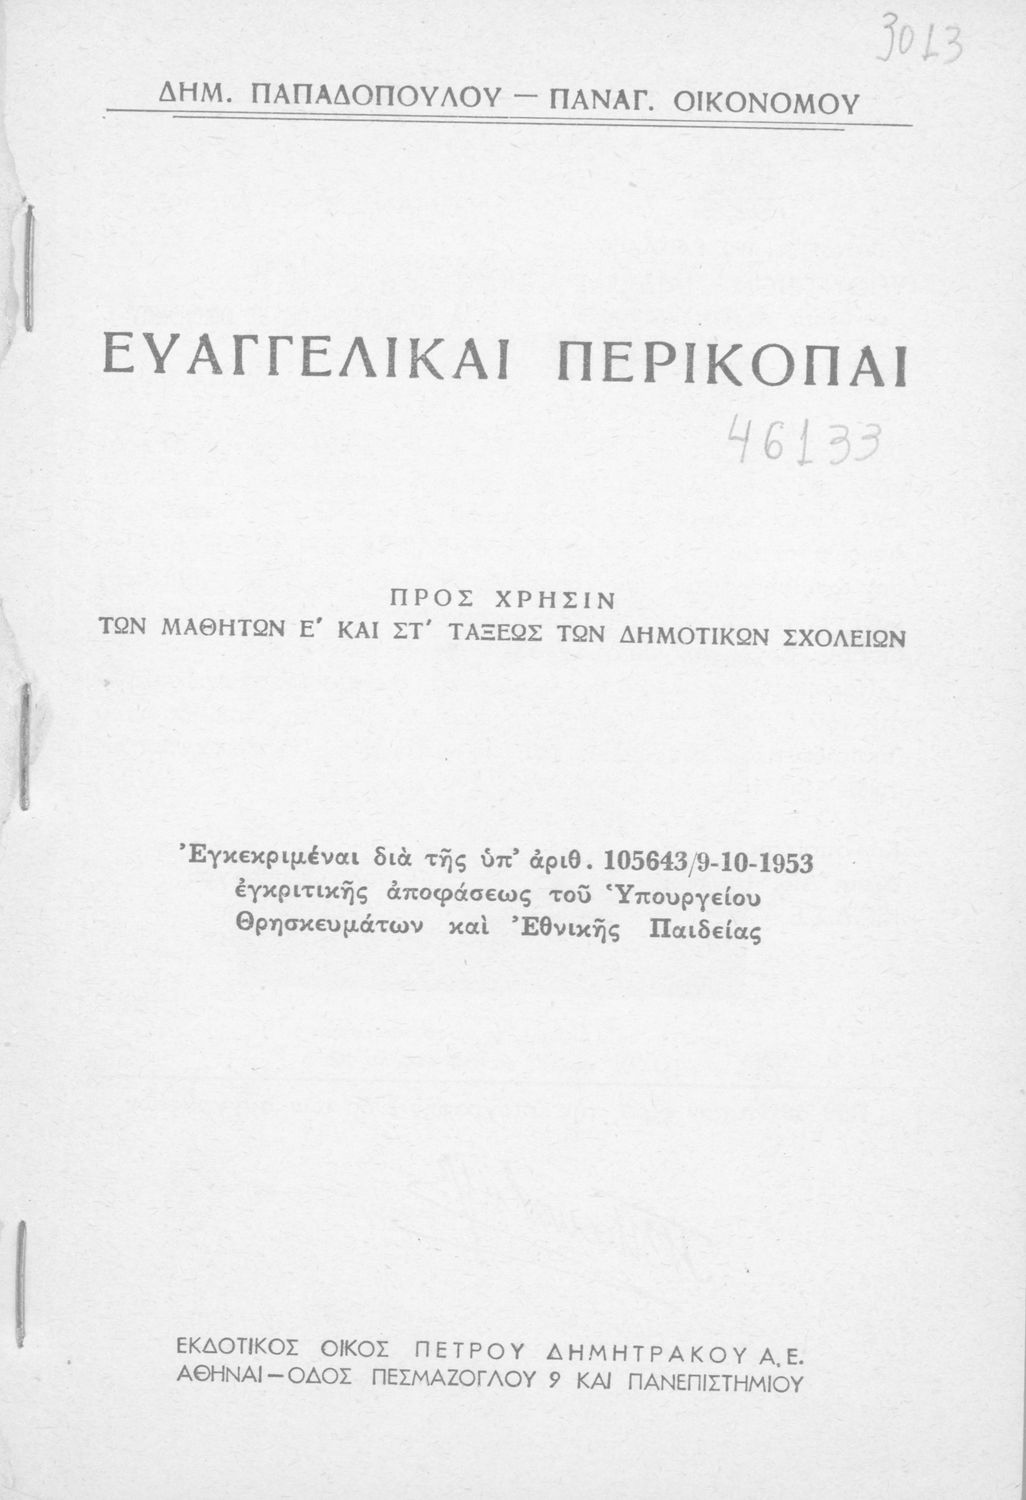 3013
ΔΗΜ. ΠΑΠΑΔΟΠΟΥΛΟΥ — ΠΑΝΑΓ. ΟΙΚΟΝΟΜΟΥ
ΕΥΑΓΓΕΛΙΚΑΙ ΠΕΡΙΚΟΠΑΙ
46133
ΠΡΟΣ ΧΡΗΣΙΝ
ΤΩΝ ΜΑΘΗΤΩΝ Ε' ΚΑΙ ΣΤ' ΤΑΞΕΩΣ ΤΩΝ ΔΗΜΟΤΙΚΩΝ ΣΧΟΛΕΙΩΝ
Ἐγκεκριμέναι διὰ τῆς ὑπ' ἀριθ. 105643/9-10-1953
ἐγκριτικῆς ἀποφάσεως τοῦ Ὑπουργείου
Θρησκευμάτων καὶ Ἐθνικῆς Παιδείας
ΕΚΔΟΤΙΚΟΣ ΟΙΚΟΣ ΠΕΤΡΟΥ ΔΗΜΗΤΡΑΚΟΥ Α.Ε.
ΑΘΗΝΑΙ—ΟΔΟΣ ΠΕΣΜΑΖΟΓΛΟΥ 9 ΚΑΙ ΠΑΝΕΠΙΣΤΗΜΙΟΥ